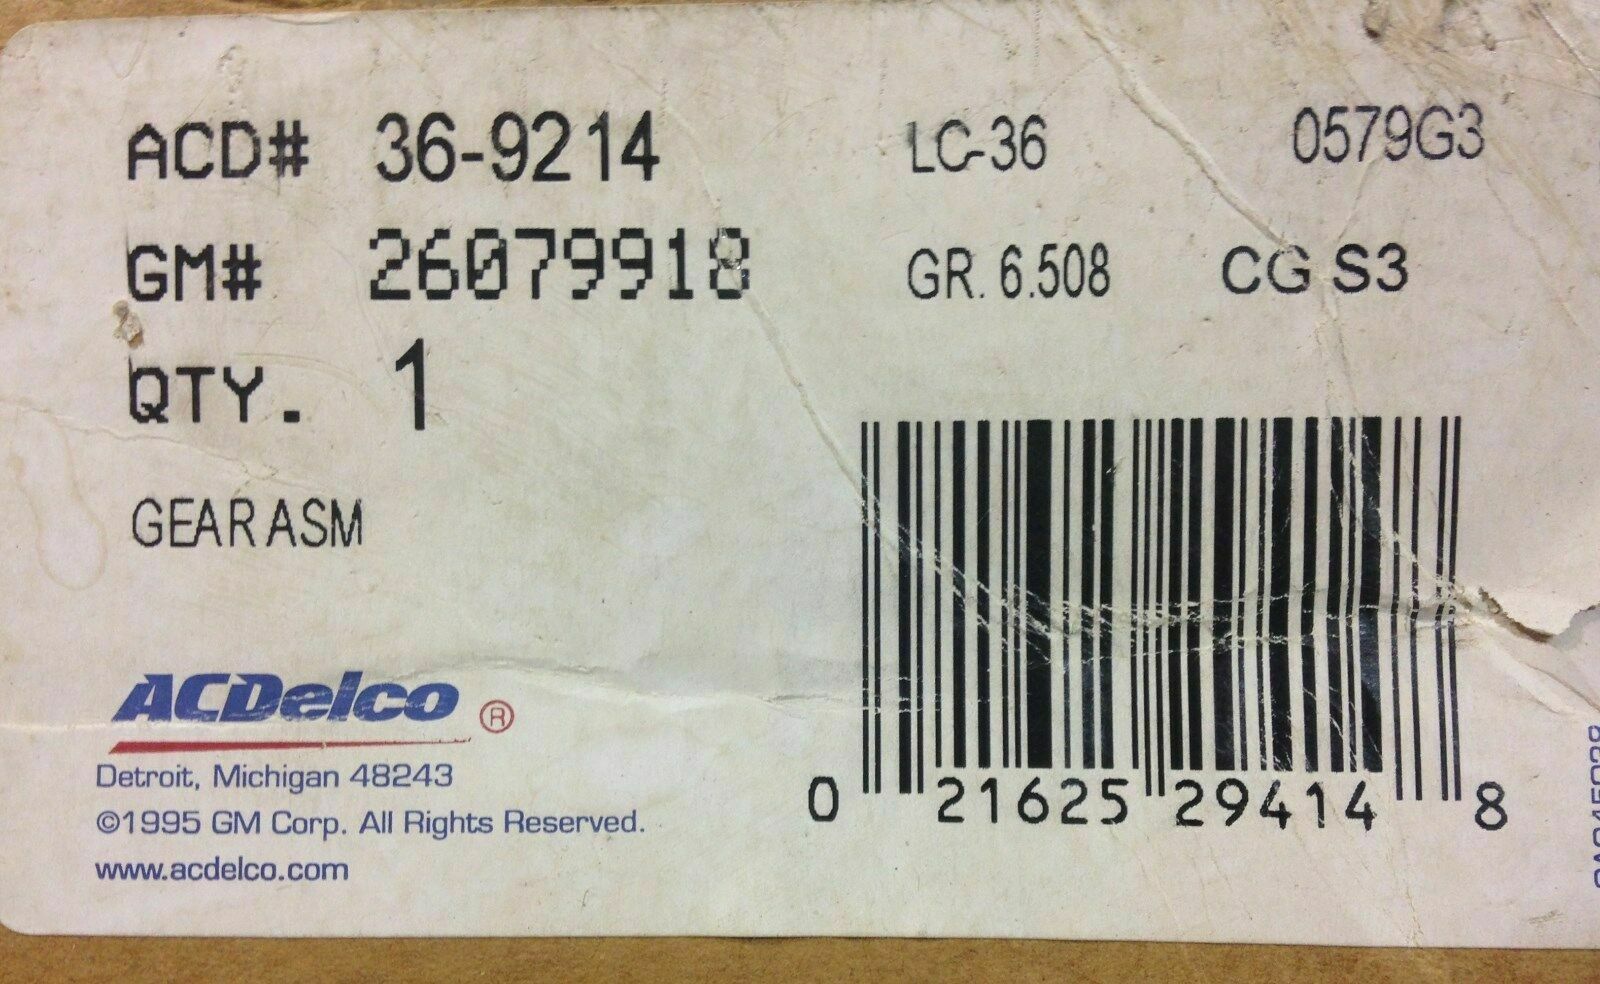 ACD# 36-9214 LC-36 0579G3
GM# 26079918 GR. 6.508 CG S3
QTY. 1
GEAR ASM
ACDelco ®
Detroit, Michigan 48243
©1995 GM Corp. All Rights Reserved.
www.acdelco.com
0 21625 29414 8